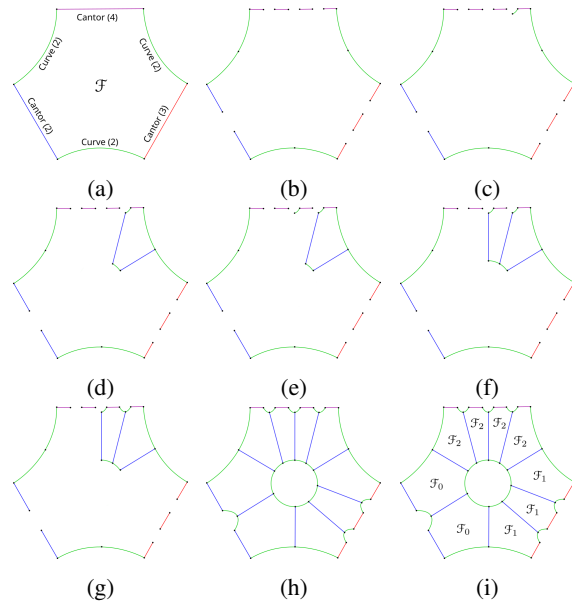 Cantor (4)
Curve (2)
Curve (2)
ℱ
Cantor (2)
Cantor (3)
Curve (2)
(a)
(b)
(c)
(d)
(e)
(f)
ℱ₂
ℱ₂
ℱ₂
ℱ₂
ℱ₀
ℱ₁
ℱ₁
ℱ₀
ℱ₁
(g)
(h)
(i)